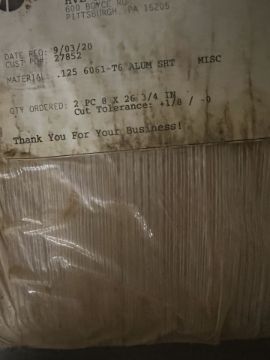 600 BOYCE RD
PITTSBURGH, PA 15205
DATE REQ: 9/03/20
CUST PO#: 27852
MATERIAL: .125 6061-T6 ALUM SHT MISC
QTY ORDERED: 2 PC 8 X 26 3/4 IN
Cut Tolerance: +1/8 / -0
Thank You For Your Business!